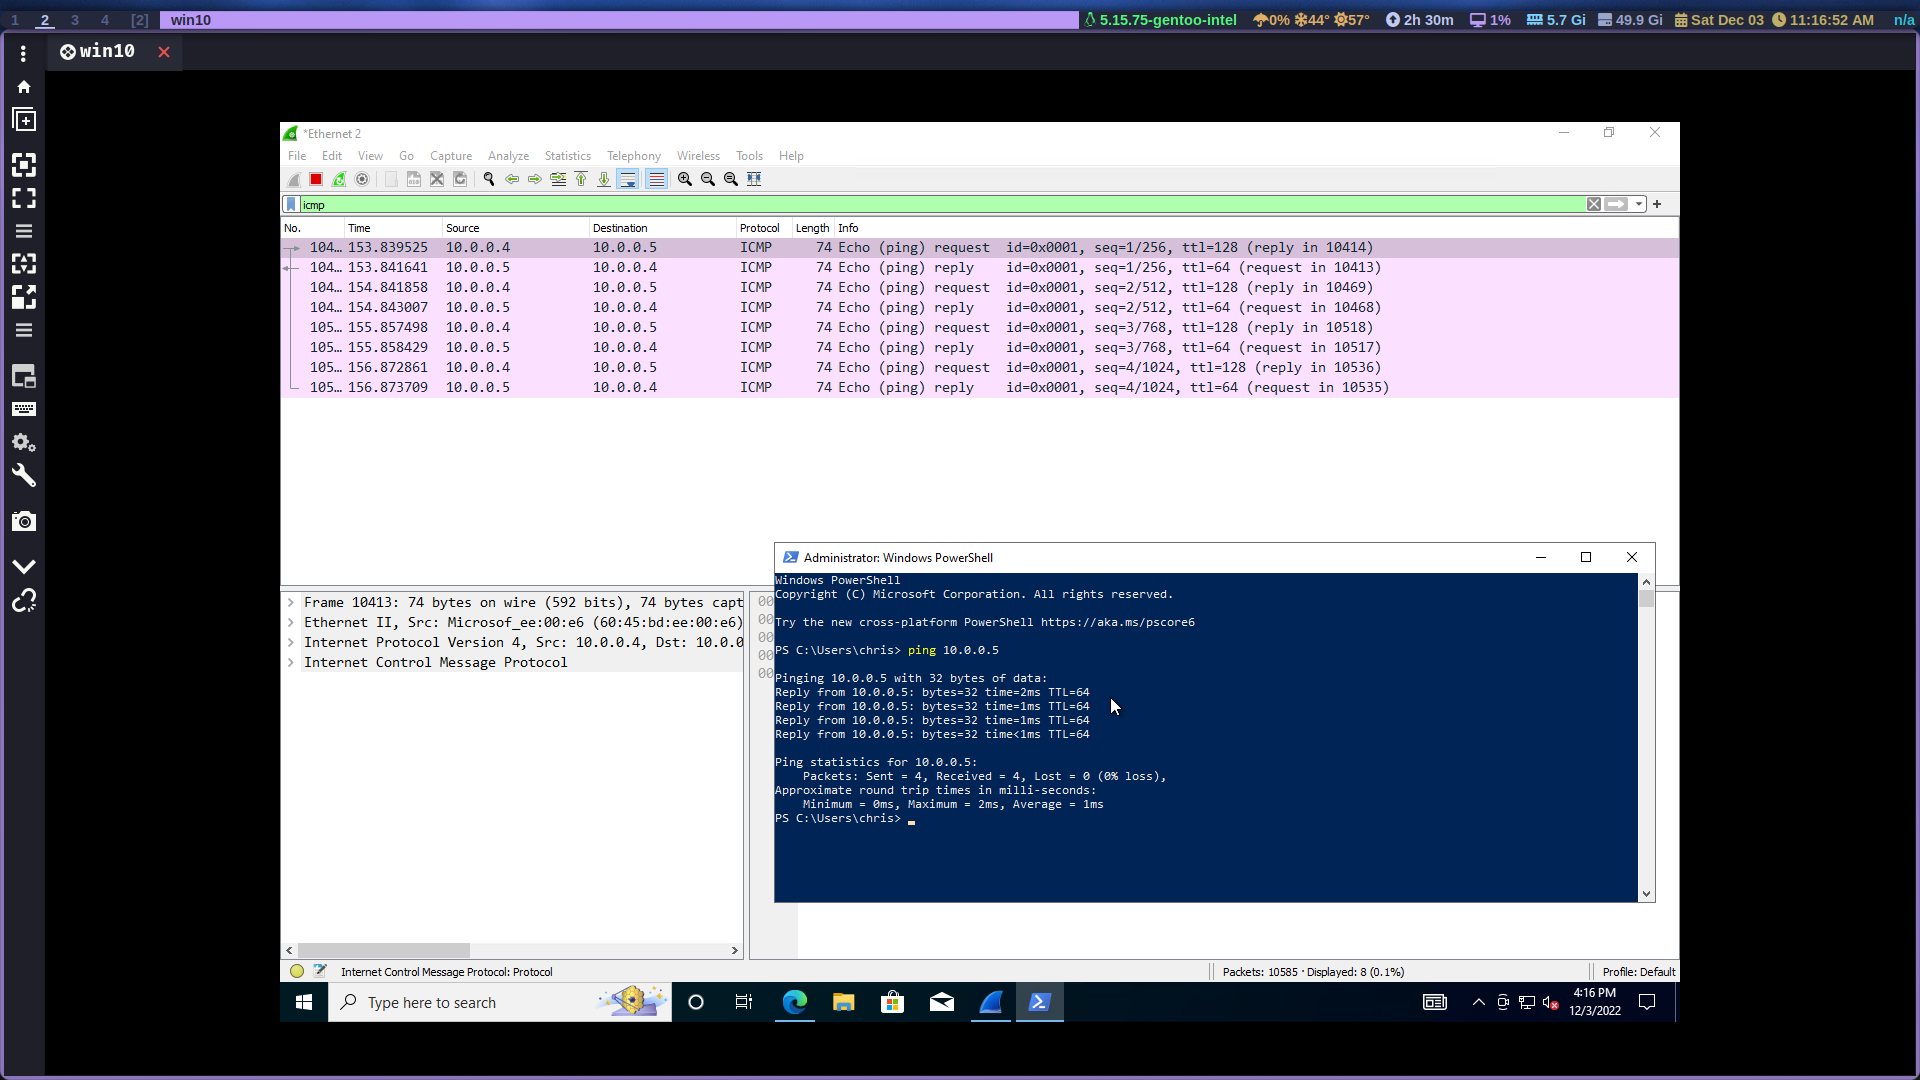 1 2 3 4 [2] win10 5.15.75-gentoo-intel 0% 44° 57° 2h 30m 1% 5.7 Gi 49.9 Gi Sat Dec 03 11:16:52 AM n/a
win10
*Ethernet 2
File Edit View Go Capture Analyze Statistics Telephony Wireless Tools Help
icmp
No. Time Source Destination Protocol Length Info
104… 153.839525 10.0.0.4 10.0.0.5 ICMP 74 Echo (ping) request id=0x0001, seq=1/256, ttl=128 (reply in 10414)
104… 153.841641 10.0.0.5 10.0.0.4 ICMP 74 Echo (ping) reply id=0x0001, seq=1/256, ttl=64 (request in 10413)
104… 154.841858 10.0.0.4 10.0.0.5 ICMP 74 Echo (ping) request id=0x0001, seq=2/512, ttl=128 (reply in 10469)
104… 154.843007 10.0.0.5 10.0.0.4 ICMP 74 Echo (ping) reply id=0x0001, seq=2/512, ttl=64 (request in 10468)
105… 155.857498 10.0.0.4 10.0.0.5 ICMP 74 Echo (ping) request id=0x0001, seq=3/768, ttl=128 (reply in 10518)
105… 155.858429 10.0.0.5 10.0.0.4 ICMP 74 Echo (ping) reply id=0x0001, seq=3/768, ttl=64 (request in 10517)
105… 156.872861 10.0.0.4 10.0.0.5 ICMP 74 Echo (ping) request id=0x0001, seq=4/1024, ttl=128 (reply in 10536)
105… 156.873709 10.0.0.5 10.0.0.4 ICMP 74 Echo (ping) reply id=0x0001, seq=4/1024, ttl=64 (request in 10535)
Frame 10413: 74 bytes on wire (592 bits), 74 bytes capt
Ethernet II, Src: Microsof_ee:00:e6 (60:45:bd:ee:00:e6)
Internet Protocol Version 4, Src: 10.0.0.4, Dst: 10.0.0
Internet Control Message Protocol
00
00
00
00
00
Administrator: Windows PowerShell
Windows PowerShell
Copyright (C) Microsoft Corporation. All rights reserved.
Try the new cross-platform PowerShell https://aka.ms/pscore6
PS C:\Users\chris> ping 10.0.0.5
Pinging 10.0.0.5 with 32 bytes of data:
Reply from 10.0.0.5: bytes=32 time=2ms TTL=64
Reply from 10.0.0.5: bytes=32 time=1ms TTL=64
Reply from 10.0.0.5: bytes=32 time=1ms TTL=64
Reply from 10.0.0.5: bytes=32 time<1ms TTL=64
Ping statistics for 10.0.0.5:
Packets: Sent = 4, Received = 4, Lost = 0 (0% loss),
Approximate round trip times in milli-seconds:
Minimum = 0ms, Maximum = 2ms, Average = 1ms
PS C:\Users\chris>
Internet Control Message Protocol: Protocol
Packets: 10585 · Displayed: 8 (0.1%)
Profile: Default
Type here to search
4:16 PM
12/3/2022